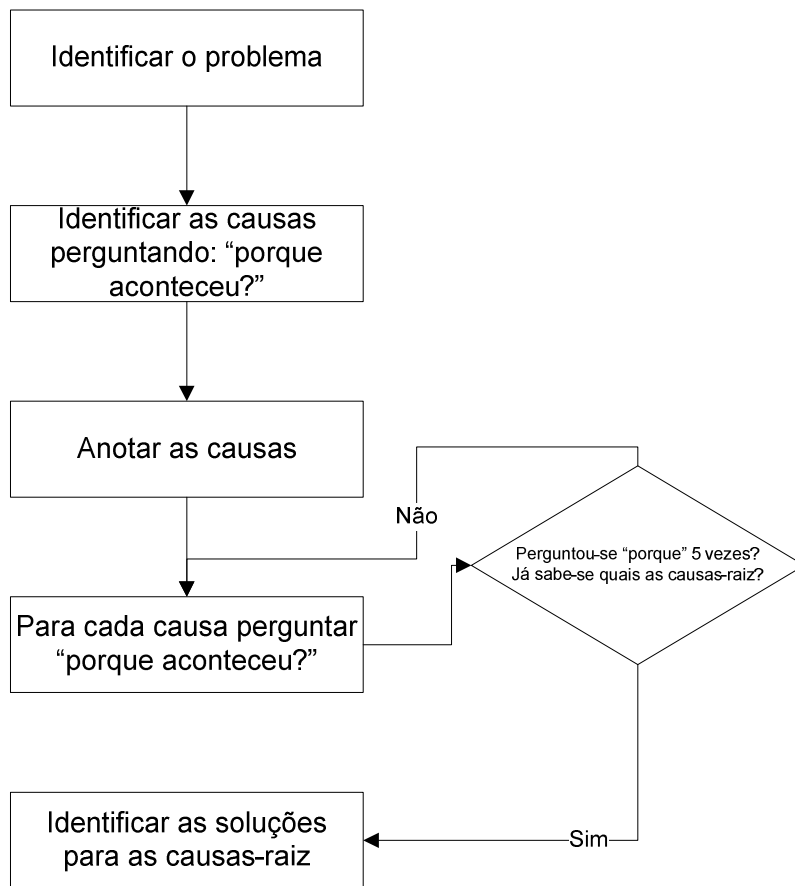 Identificar o problema
Identificar as causas
perguntando: “porque
aconteceu?”
Anotar as causas
Não
Perguntou-se “porque” 5 vezes?
Já sabe-se quais as causas-raiz?
Para cada causa perguntar
“porque aconteceu?”
Identificar as soluções
para as causas-raiz
Sim